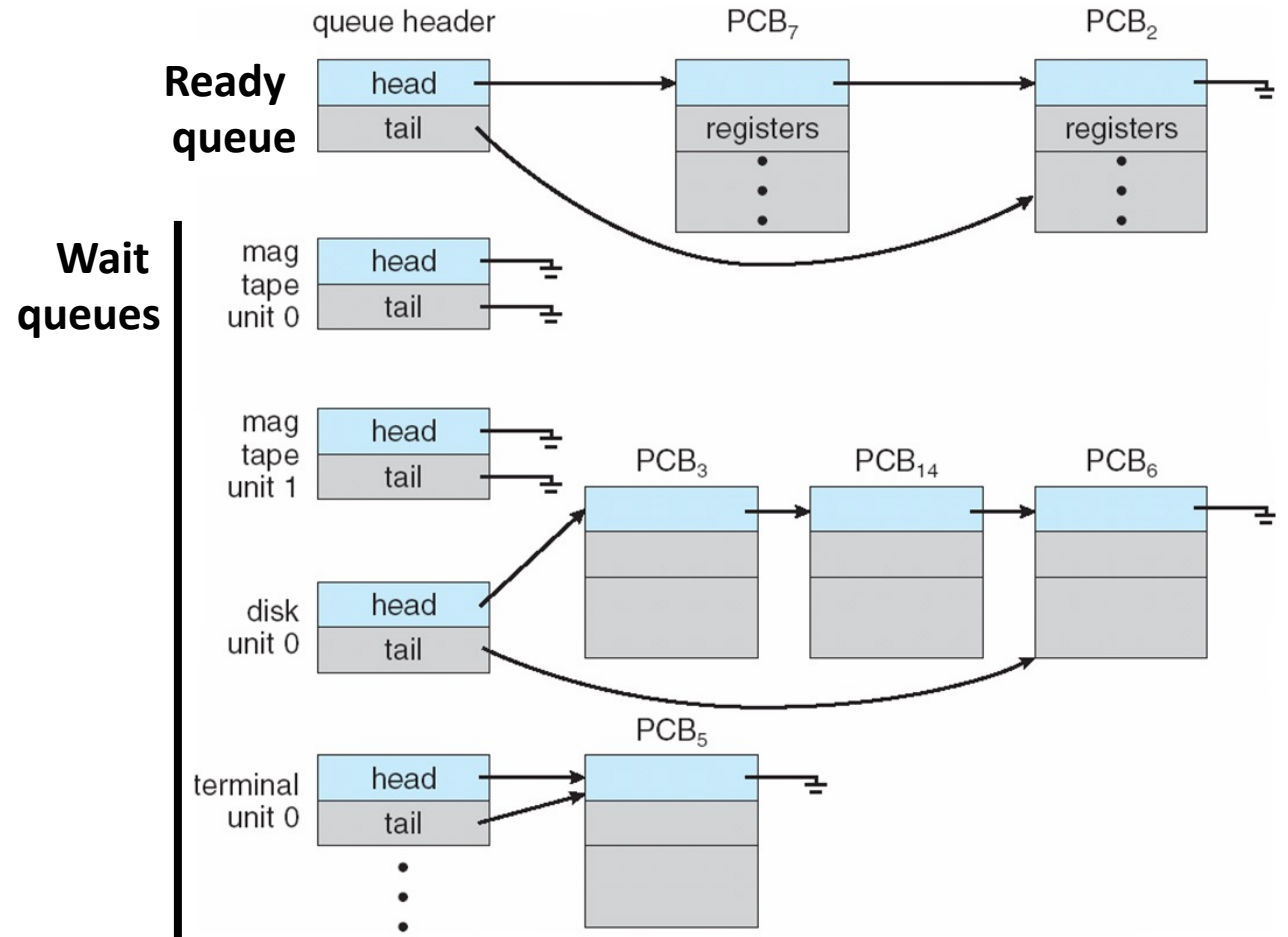 queue header
PCB₇
PCB₂
Ready
queue
head
tail
registers
registers
Wait
queues
mag
tape
unit 0
head
tail
mag
tape
unit 1
head
tail
PCB₃
PCB₁₄
PCB₆
disk
unit 0
head
tail
PCB₅
terminal
unit 0
head
tail